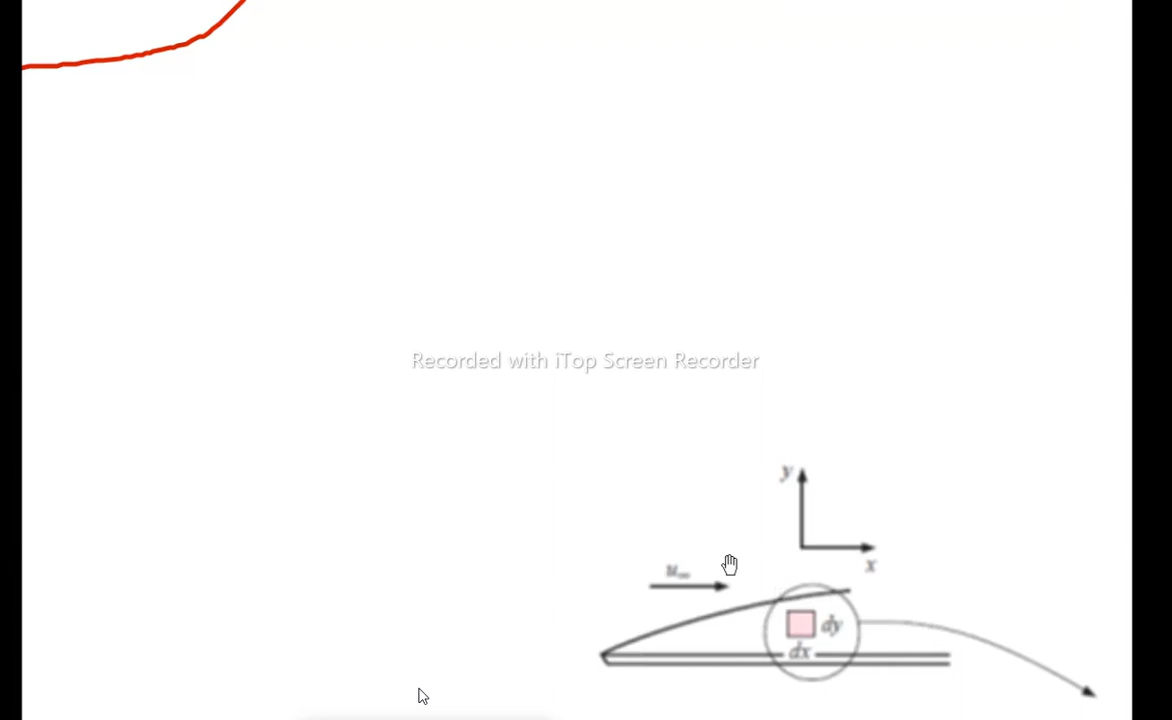 Recorded with iTop Screen Recorder
y
x
u∞
dy
dx